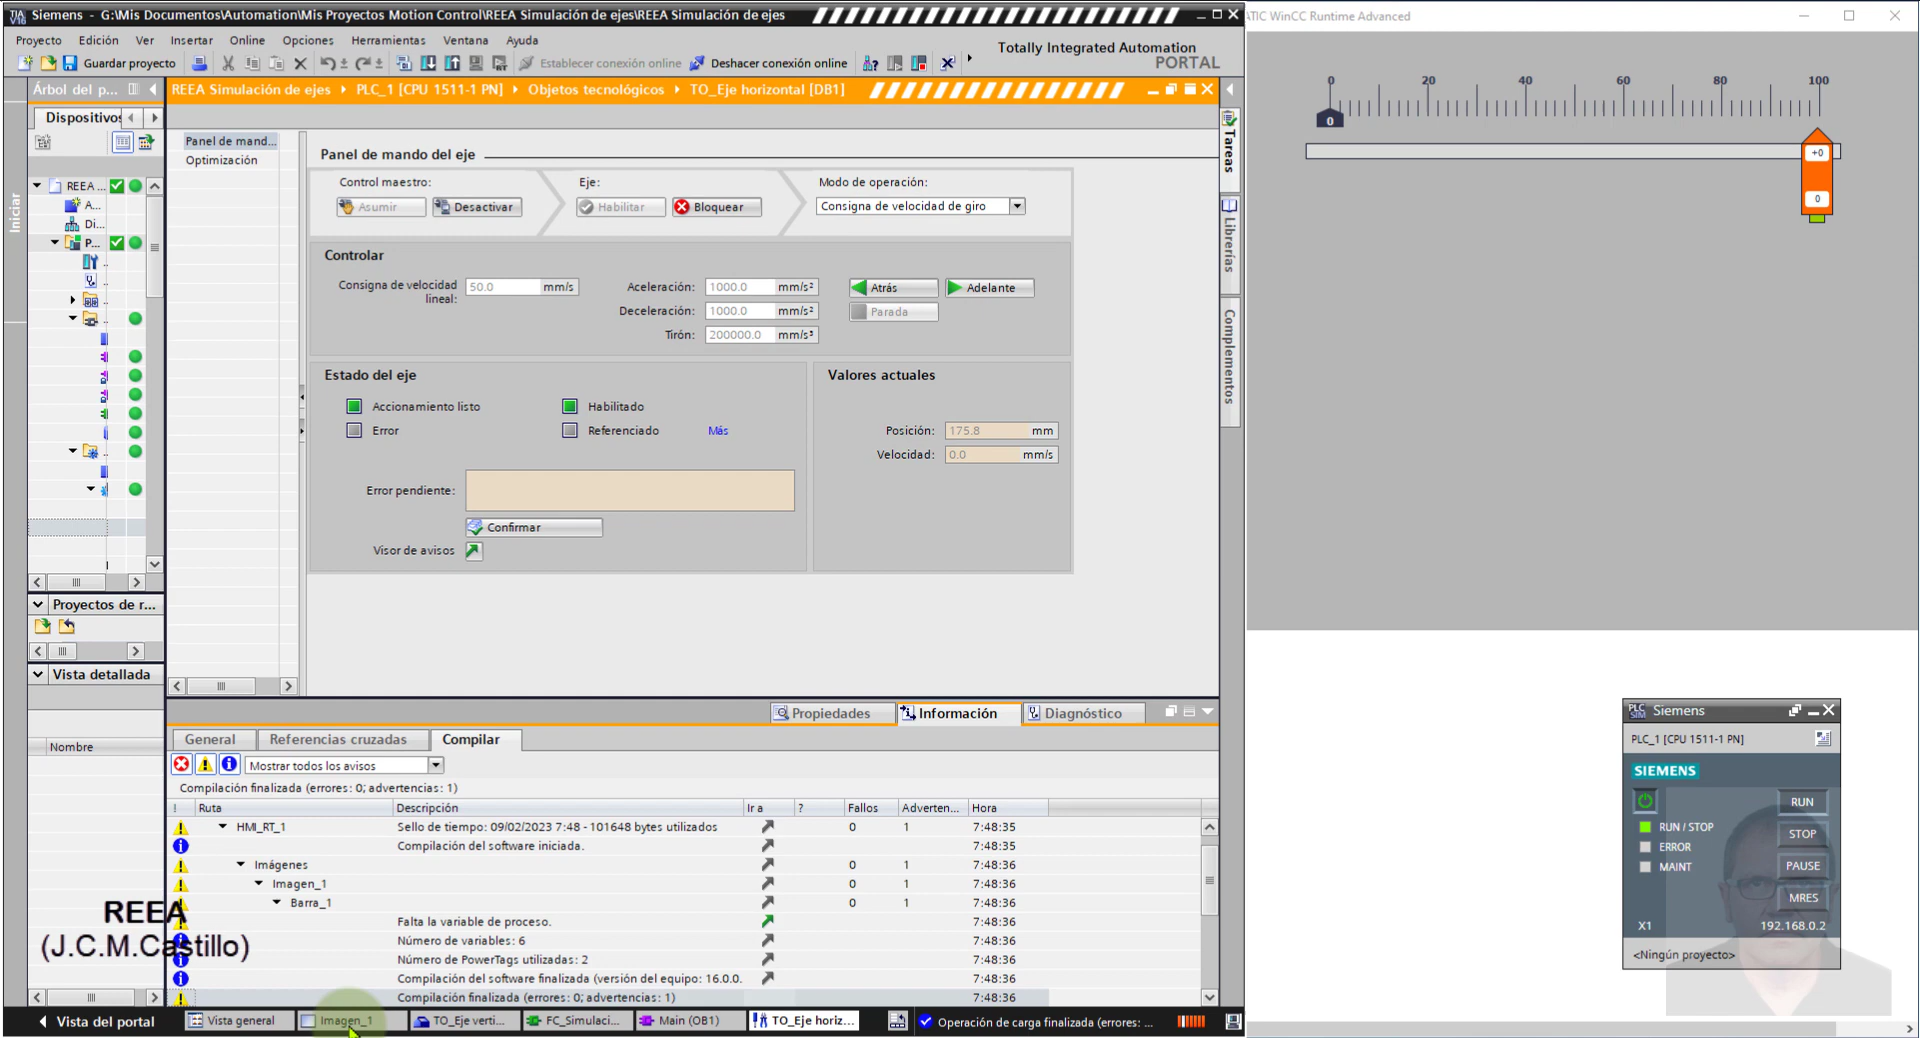 Siemens - G:\Mis Documentos\Automation\Mis Proyectos Motion Control\REEA Simulación de ejes\REEA Simulación de ejes
Proyecto Edición Ver Insertar Online Opciones Herramientas Ventana Ayuda
Totally Integrated Automation
PORTAL
Guardar proyecto
Establecer conexión online
Deshacer conexión online
Árbol del p...
REEA Simulación de ejes PLC_1 [CPU 1511-1 PN] Objetos tecnológicos TO_Eje horizontal [DB1]
Dispositivos
Iniciar
REEA ...
A...
Di...
P...
Proyectos de r...
Vista detallada
Nombre
Panel de mand...
Optimización
Panel de mando del eje
Control maestro:
Asumir
Desactivar
Eje:
Habilitar
Bloquear
Modo de operación:
Consigna de velocidad de giro
Controlar
Consigna de velocidad lineal: 50.0 mm/s
Aceleración: 1000.0 mm/s²
Deceleración: 1000.0 mm/s²
Tirón: 200000.0 mm/s³
Atrás
Adelante
Parada
Estado del eje
Accionamiento listo
Habilitado
Error
Referenciado
Más
Error pendiente:
Confirmar
Visor de avisos
Valores actuales
Posición: 175.8 mm
Velocidad: 0.0 mm/s
Tareas
Librerías
Complementos
Propiedades
Información
Diagnóstico
General
Referencias cruzadas
Compilar
Mostrar todos los avisos
Compilación finalizada (errores: 0; advertencias: 1)
! Ruta Descripción Ir a ? Fallos Adverten... Hora
HMI_RT_1 Sello de tiempo: 09/02/2023 7:48 - 101648 bytes utilizados 0 1 7:48:35
Compilación del software iniciada. 7:48:35
Imágenes 0 1 7:48:36
Imagen_1 0 1 7:48:36
Barra_1 0 1 7:48:36
Falta la variable de proceso. 7:48:36
Número de variables: 6 7:48:36
Número de PowerTags utilizadas: 2 7:48:36
Compilación del software finalizada (versión del equipo: 16.0.0. 7:48:36
Compilación finalizada (errores: 0; advertencias: 1) 7:48:36
REEA
(J.C.M.Castillo)
Vista del portal
Vista general
Imagen_1
TO_Eje verti...
FC_Simulaci...
Main (OB1)
TO_Eje horiz...
Operación de carga finalizada (errores: ...
TIC WinCC Runtime Advanced
0 20 40 60 80 100
0
+0
0
PLC SIM
Siemens
PLC_1 [CPU 1511-1 PN]
SIEMENS
RUN
RUN / STOP
STOP
ERROR
PAUSE
MAINT
MRES
X1 192.168.0.2
<Ningún proyecto>